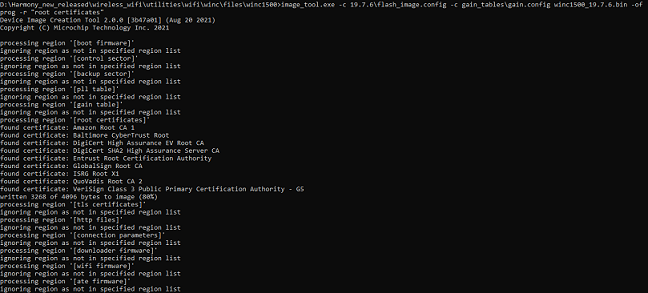 D:\Harmony_new_released\wireless_wifi\utilities\wifi\winc\files\winc1500>image_tool.exe -c 19.7.6\flash_image.config -c gain_tables\gain.config winc1500_19.7.6.bin -of
prog -r "root certificates"
Device Image Creation Tool 2.0.0 [3b47a01] (Aug 20 2021)
Copyright (C) Microchip Technology Inc. 2021
processing region '[boot firmware]'
ignoring region as not in specified region list
processing region '[control sector]'
ignoring region as not in specified region list
processing region '[backup sector]'
ignoring region as not in specified region list
processing region '[pll table]'
ignoring region as not in specified region list
processing region '[gain table]'
ignoring region as not in specified region list
processing region '[root certificates]'
found certificate: Amazon Root CA 1
found certificate: Baltimore CyberTrust Root
found certificate: DigiCert High Assurance EV Root CA
found certificate: DigiCert SHA2 High Assurance Server CA
found certificate: Entrust Root Certification Authority
found certificate: GlobalSign Root CA
found certificate: ISRG Root X1
found certificate: QuoVadis Root CA 2
found certificate: VeriSign Class 3 Public Primary Certification Authority - G5
written 3268 of 4096 bytes to image (80%)
processing region '[tls certificates]'
ignoring region as not in specified region list
processing region '[http files]'
ignoring region as not in specified region list
processing region '[connection parameters]'
ignoring region as not in specified region list
processing region '[downloader firmware]'
ignoring region as not in specified region list
processing region '[wifi firmware]'
ignoring region as not in specified region list
processing region '[ate firmware]'
ignoring region as not in specified region list